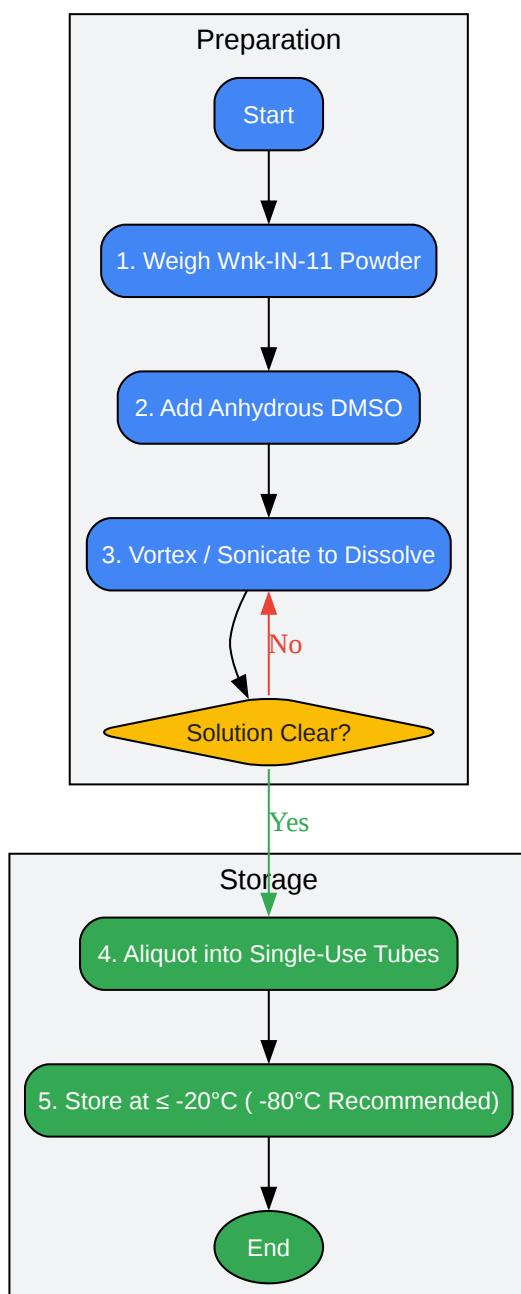 Preparation
Start
1. Weigh Wnk-IN-11 Powder
2. Add Anhydrous DMSO
3. Vortex / Sonicate to Dissolve
No
Solution Clear?
Yes
Storage
4. Aliquot into Single-Use Tubes
5. Store at ≤ -20°C ( -80°C Recommended)
End